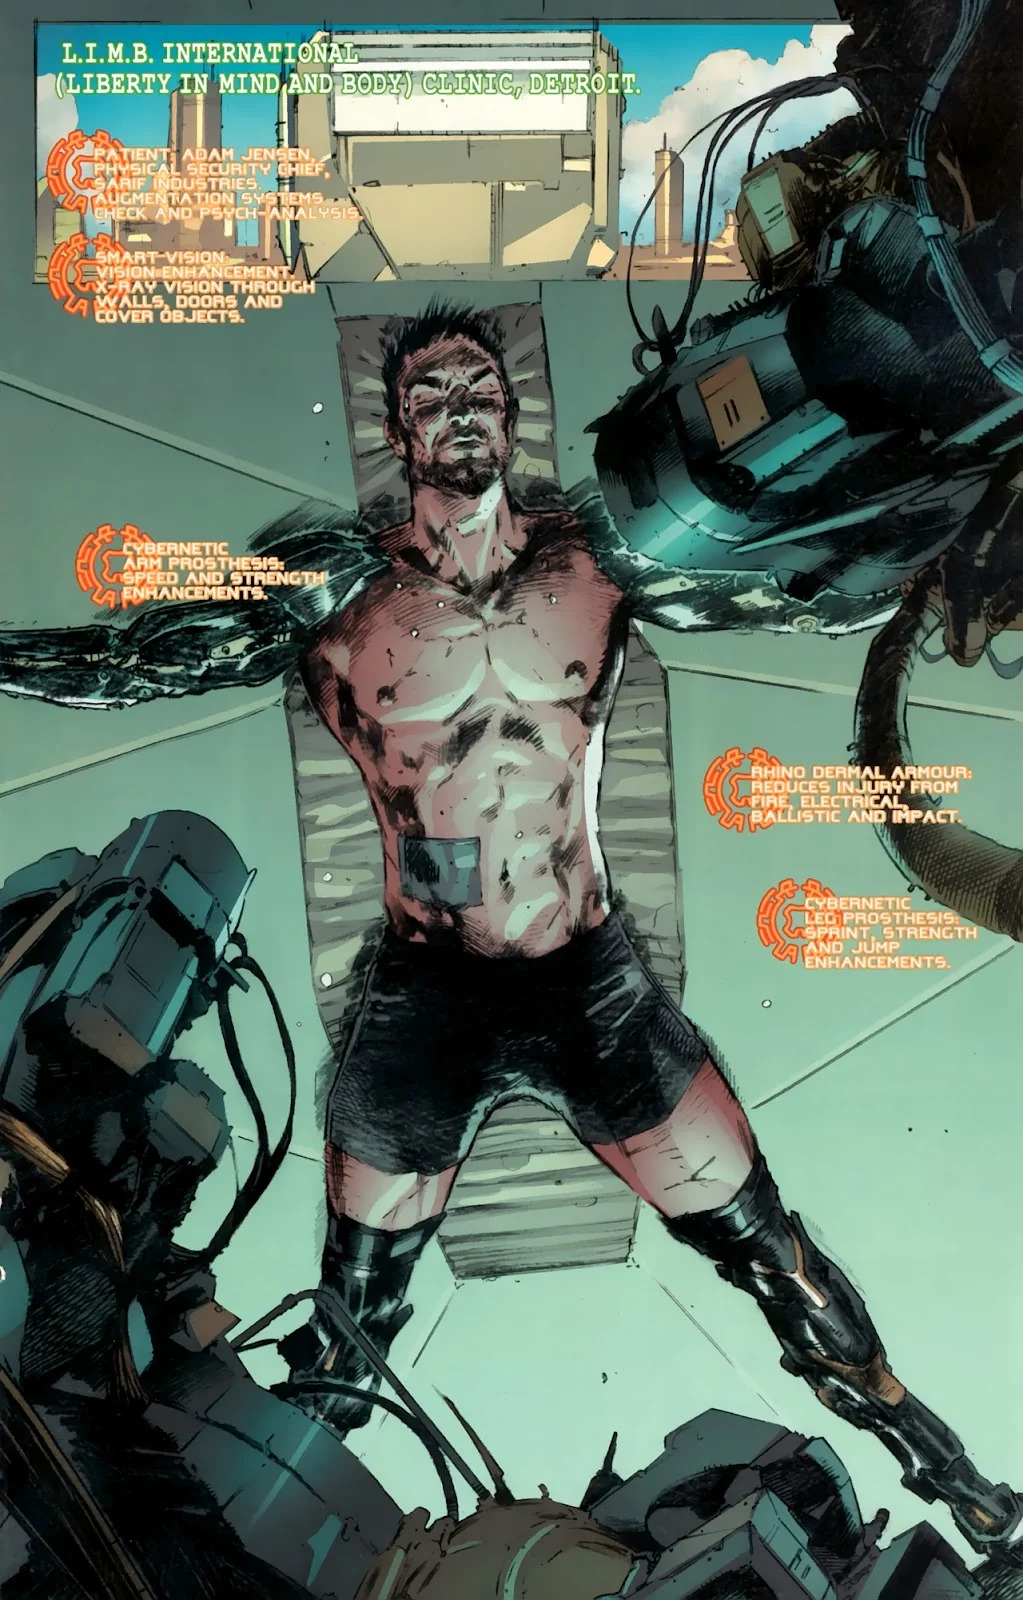 L.I.M.B. INTERNATIONAL
(LIBERTY IN MIND AND BODY) CLINIC, DETROIT.
PATIENT: ADAM JENSEN,
PHYSICAL SECURITY CHIEF,
SARIF INDUSTRIES.
AUGMENTATION SYSTEMS
CHECK AND PSYCH-ANALYSIS.
SMART VISION:
VISION ENHANCEMENT.
X-RAY VISION THROUGH
WALLS, DOORS AND
COVER OBJECTS.
CYBERNETIC
ARM PROSTHESIS:
SPEED AND STRENGTH
ENHANCEMENTS.
RHINO DERMAL ARMOUR:
REDUCES INJURY FROM
FIRE, ELECTRICAL,
BALLISTIC AND IMPACT.
CYBERNETIC
LEG PROSTHESIS:
SPRINT, STRENGTH
AND JUMP
ENHANCEMENTS.